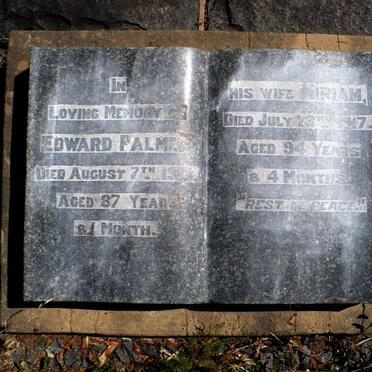 IN
LOVING MEMORY OF
EDWARD PALMER
DIED AUGUST 7TH
AGED 87 YEARS
& 1 MONTH.
HIS WIFE MIRIAM,
DIED JULY
AGED 94 YEARS
& 4 MONTHS
"REST IN PEACE."